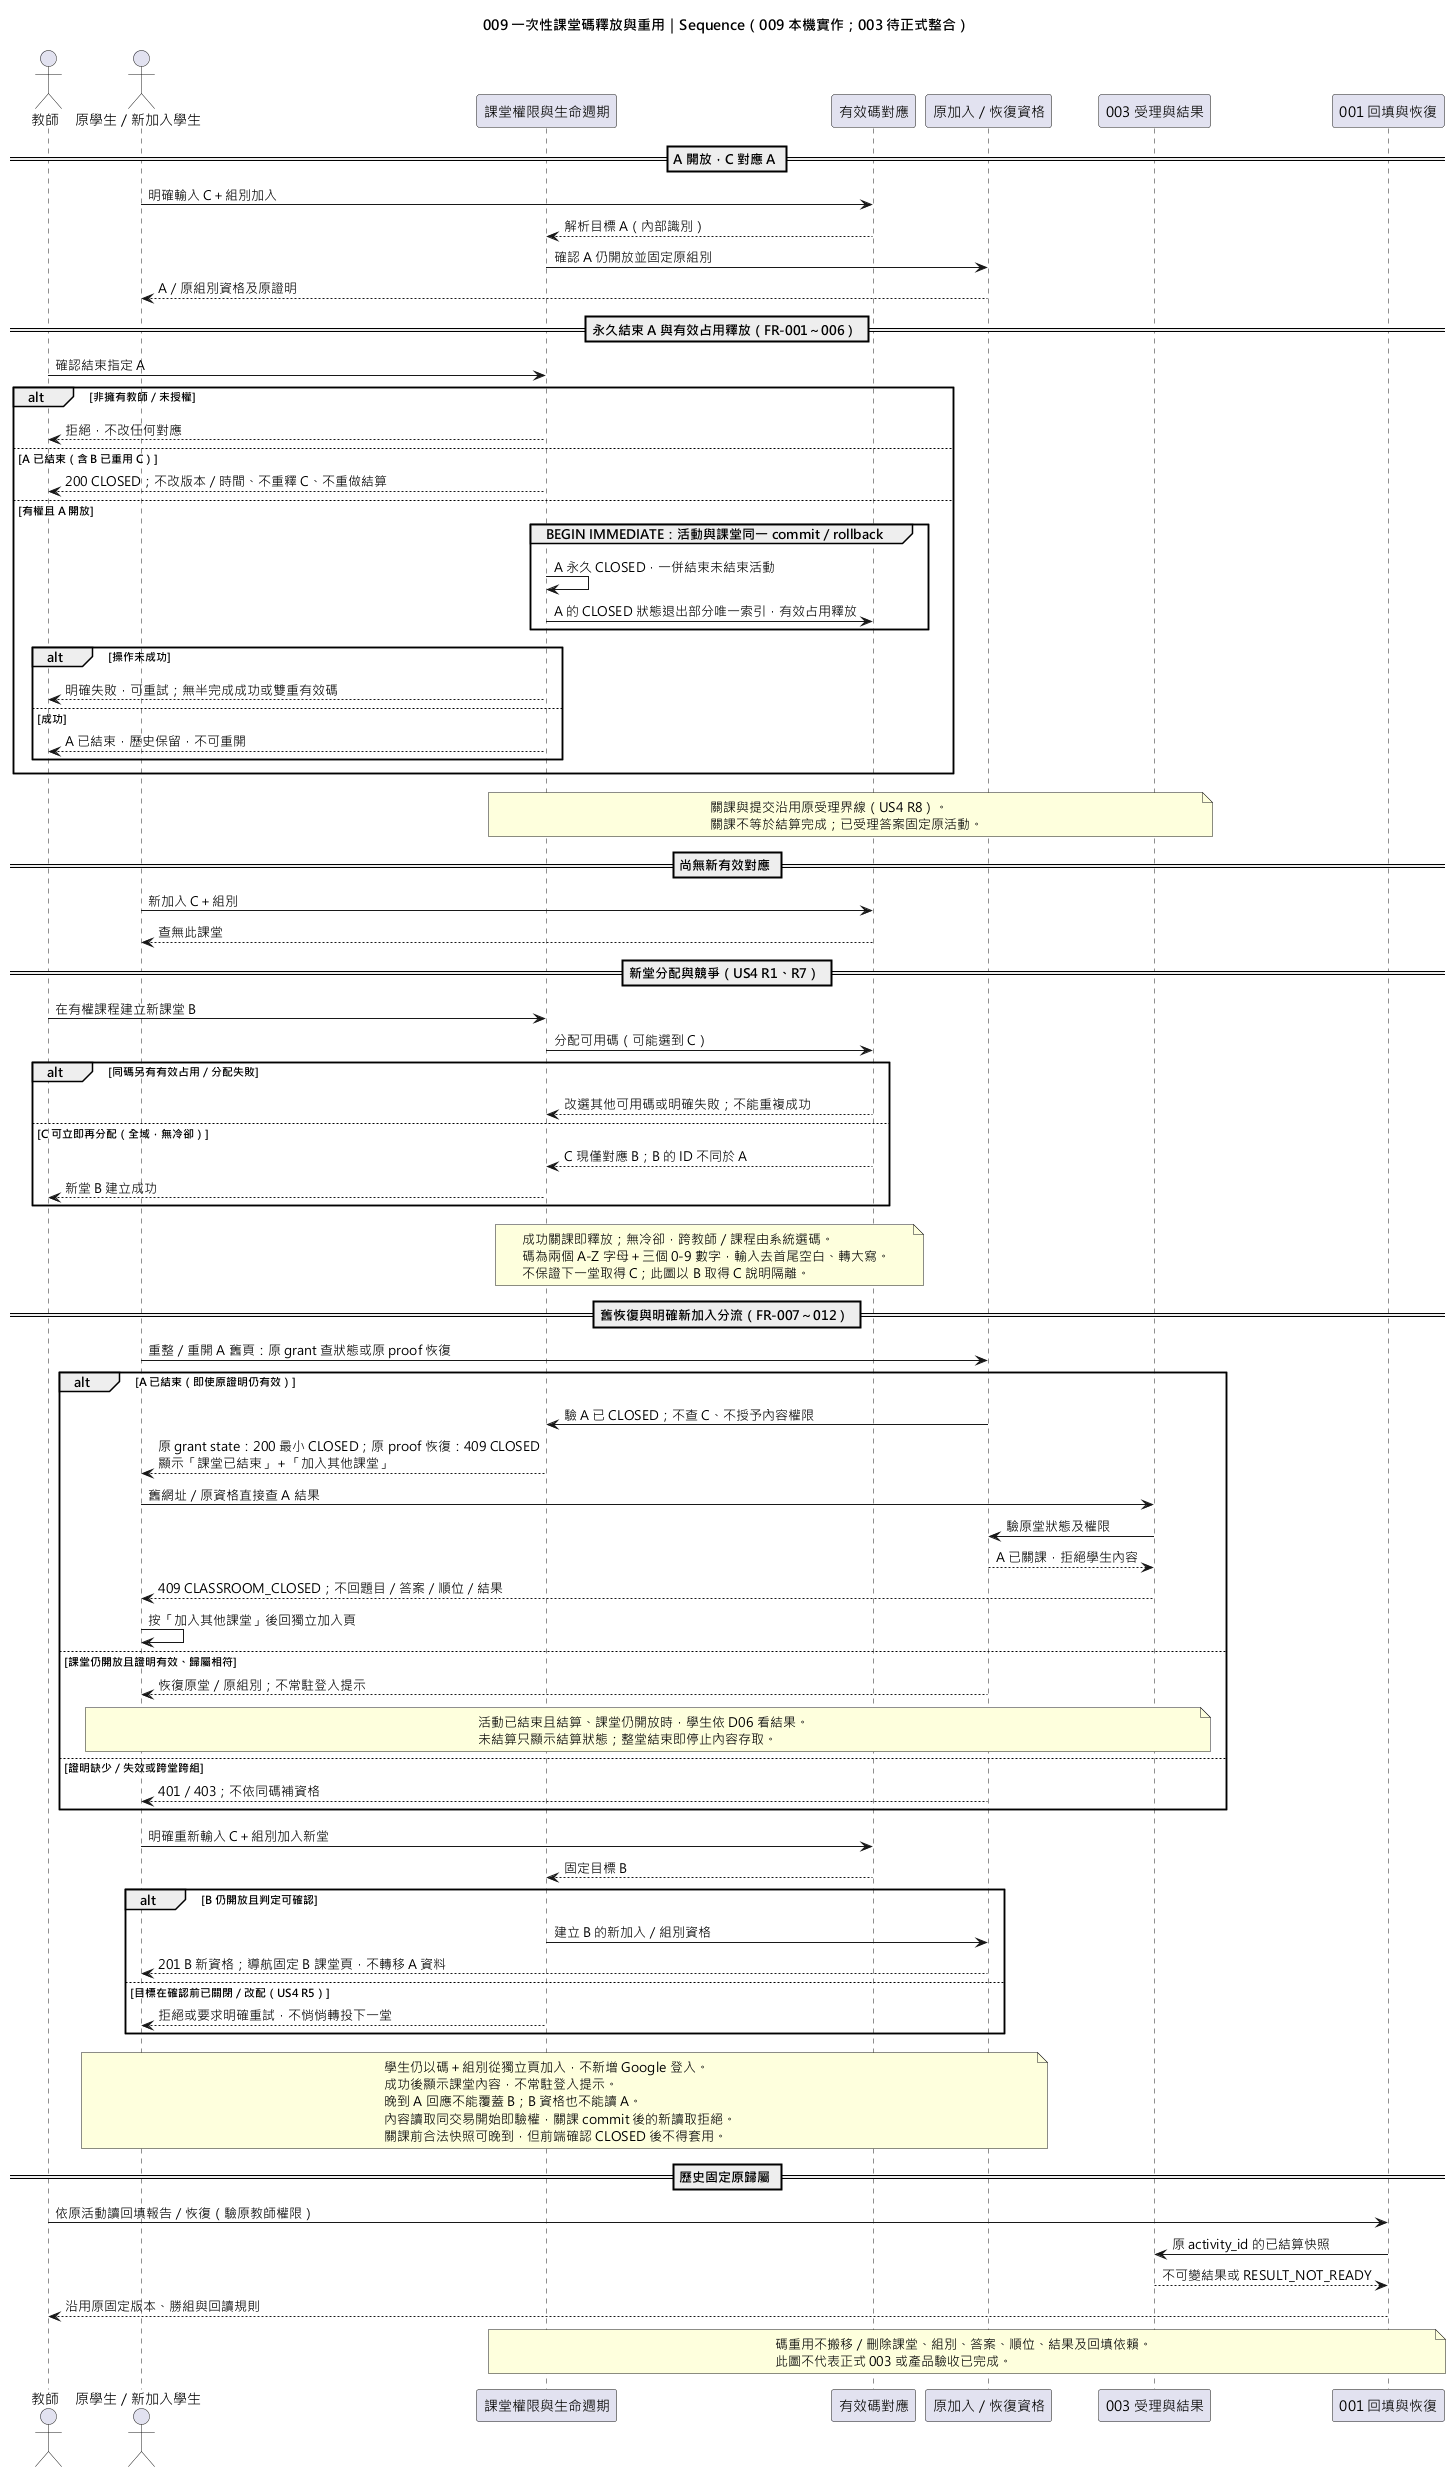 009 一次性課堂碼釋放與重用 | Sequence（009 本機實作；003 待正式整合）
教師
原學生 / 新加入學生
課堂權限與生命週期
有效碼對應
原加入 / 恢復資格
003 受理與結果
001 回填與恢復
A 開放，C 對應 A
明確輸入 C + 組別加入
解析目標 A（內部識別）
確認 A 仍開放並固定原組別
A / 原組別資格及原證明
永久結束 A 與有效占用釋放（FR-001～006）
確認結束指定 A
alt [非擁有教師 / 未授權]
拒絕，不改任何對應
[A 已結束（含 B 已重用 C）]
200 CLOSED；不改版本 / 時間、不重釋 C、不重做結算
[有權且 A 開放]
BEGIN IMMEDIATE：活動與課堂同一 commit / rollback
A 永久 CLOSED，一併結束未結束活動
A 的 CLOSED 狀態退出部分唯一索引，有效占用釋放
alt [操作未成功]
明確失敗，可重試；無半完成成功或雙重有效碼
[成功]
A 已結束，歷史保留，不可重開
關課與提交沿用原受理界線（US4 R8）。
關課不等於結算完成；已受理答案固定原活動。
尚無新有效對應
新加入 C + 組別
查無此課堂
新堂分配與競爭（US4 R1、R7）
在有權課程建立新課堂 B
分配可用碼（可能選到 C）
alt [同碼另有有效占用 / 分配失敗]
改選其他可用碼或明確失敗；不能重複成功
[C 可立即再分配（全域，無冷卻）]
C 現僅對應 B；B 的 ID 不同於 A
新堂 B 建立成功
成功關課即釋放；無冷卻，跨教師 / 課程由系統選碼。
碼為兩個 A-Z 字母 + 三個 0-9 數字，輸入去首尾空白、轉大寫。
不保證下一堂取得 C；此圖以 B 取得 C 說明隔離。
舊恢復與明確新加入分流（FR-007～012）
重整 / 重開 A 舊頁：原 grant 查狀態或原 proof 恢復
alt [A 已結束（即使原證明仍有效）]
驗 A 已 CLOSED；不查 C、不授予內容權限
原 grant state：200 最小 CLOSED；原 proof 恢復：409 CLOSED
顯示「課堂已結束」+「加入其他課堂」
舊網址 / 原資格直接查 A 結果
驗原堂狀態及權限
A 已關課，拒絕學生內容
409 CLASSROOM_CLOSED；不回題目 / 答案 / 順位 / 結果
按「加入其他課堂」後回獨立加入頁
[課堂仍開放且證明有效、歸屬相符]
恢復原堂 / 原組別；不常駐登入提示
活動已結束且結算、課堂仍開放時，學生依 D06 看結果。
未結算只顯示結算狀態；整堂結束即停止內容存取。
[證明缺少 / 失效或跨堂跨組]
401 / 403；不依同碼補資格
明確重新輸入 C + 組別加入新堂
固定目標 B
alt [B 仍開放且判定可確認]
建立 B 的新加入 / 組別資格
201 B 新資格；導航固定 B 課堂頁，不轉移 A 資料
[目標在確認前已關閉 / 改配（US4 R5）]
拒絕或要求明確重試，不悄悄轉投下一堂
學生仍以碼 + 組別從獨立頁加入，不新增 Google 登入。
成功後顯示課堂內容，不常駐登入提示。
晚到 A 回應不能覆蓋 B；B 資格也不能讀 A。
內容讀取同交易開始即驗權，關課 commit 後的新讀取拒絕。
關課前合法快照可晚到，但前端確認 CLOSED 後不得套用。
歷史固定原歸屬
依原活動讀回填報告 / 恢復（驗原教師權限）
原 activity_id 的已結算快照
不可變結果或 RESULT_NOT_READY
沿用原固定版本、勝組與回讀規則
碼重用不搬移 / 刪除課堂、組別、答案、順位、結果及回填依賴。
此圖不代表正式 003 或產品驗收已完成。
教師
原學生 / 新加入學生
課堂權限與生命週期
有效碼對應
原加入 / 恢復資格
003 受理與結果
001 回填與恢復